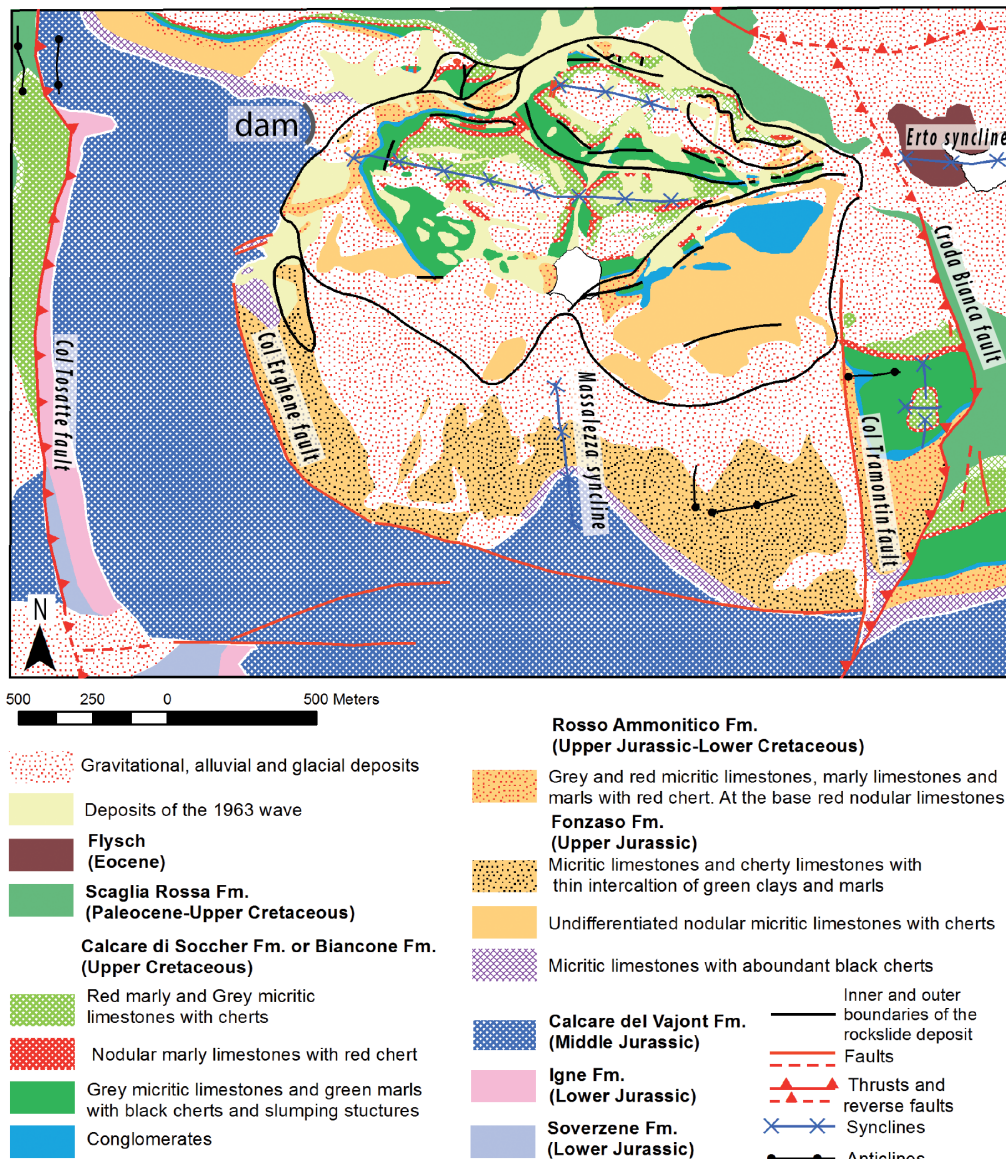 dam
Erto syncline
Croda Bianca fault
Col Tosatte fault
Col Erghene fault
Massalezza syncline
Col Tramontin fault
N
500 250 0 500 Meters
Gravitational, alluvial and glacial deposits
Deposits of the 1963 wave
Flysch
(Eocene)
Scaglia Rossa Fm.
(Paleocene-Upper Cretaceous)
Calcare di Soccher Fm. or Biancone Fm.
(Upper Cretaceous)
Red marly and Grey micritic
limestones with cherts
Nodular marly limestones with red chert
Grey micritic limestones and green marls
with black cherts and slumping stuctures
Conglomerates
Rosso Ammonitico Fm.
(Upper Jurassic-Lower Cretaceous)
Grey and red micritic limestones, marly limestones and
marls with red chert. At the base red nodular limestones
Fonzaso Fm.
(Upper Jurassic)
Micritic limestones and cherty limestones with
thin intercaltion of green clays and marls
Undifferentiated nodular micritic limestones with cherts
Micritic limestones with aboundant black cherts
Calcare del Vajont Fm.
(Middle Jurassic)
Igne Fm.
(Lower Jurassic)
Soverzene Fm.
(Lower Jurassic)
Inner and outer
boundaries of the
rockslide deposit
Faults
Thrusts and
reverse faults
Synclines
Anticlines